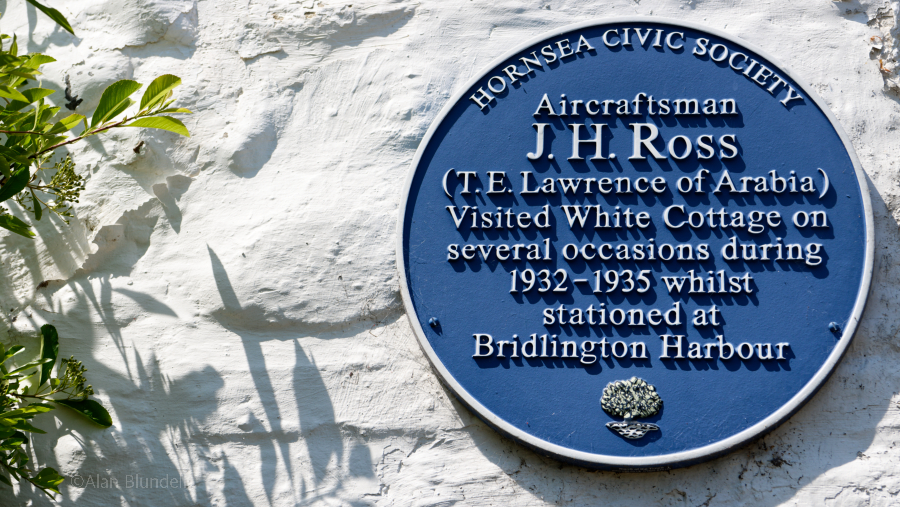 HORNSEA CIVIC SOCIETY
Aircraftsman
J. H. Ross
(T. E. Lawrence of Arabia)
Visited White Cottage on
several occasions during
1932–1935 whilst
stationed at
Bridlington Harbour
©Alan Blundell